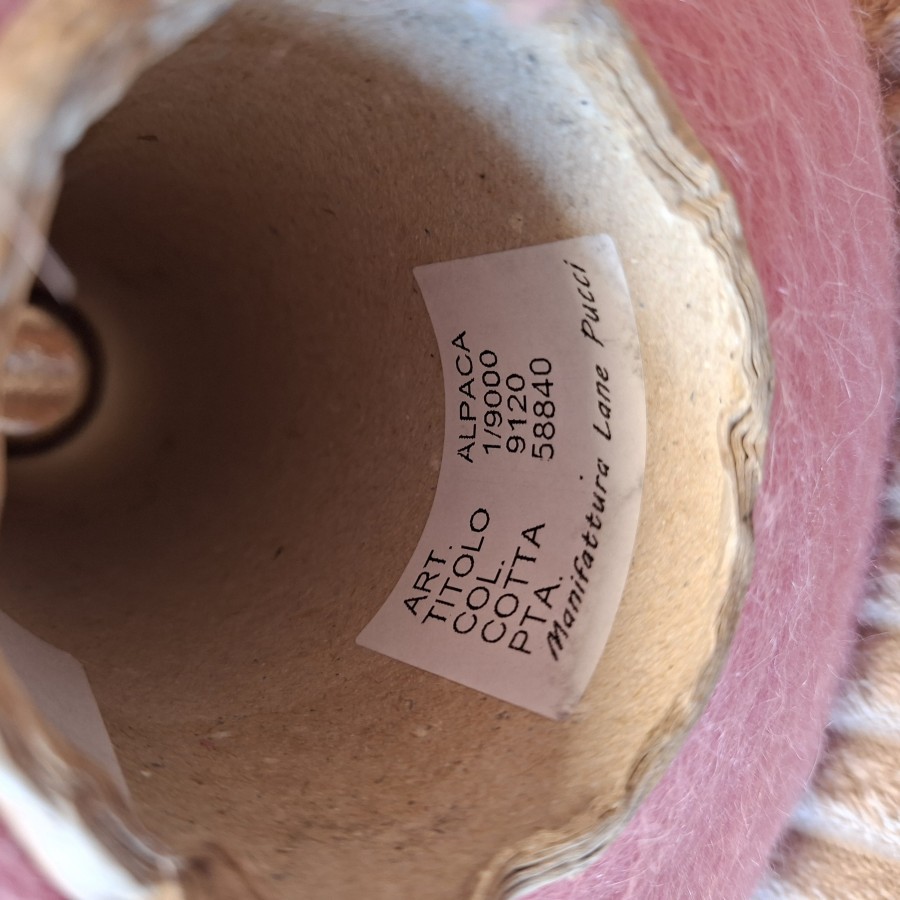 ART. ALPACA
TITOLO 1/9000
COL. 9120
COTTA 58840
PTA.
Manifattura Lane Pucci